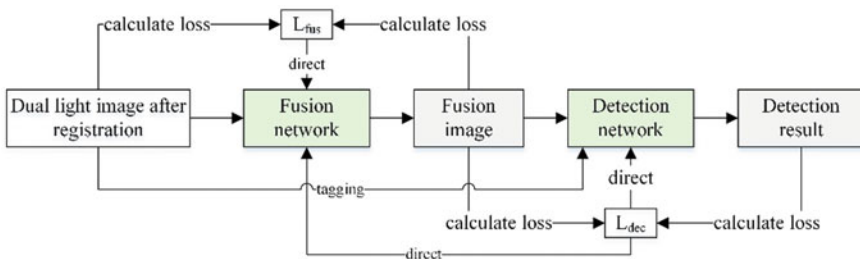 calculate loss
L_fus
calculate loss
direct
Dual light image after
registration
Fusion
network
Fusion
image
Detection
network
Detection
result
tagging
direct
calculate loss
L_dec
calculate loss
direct